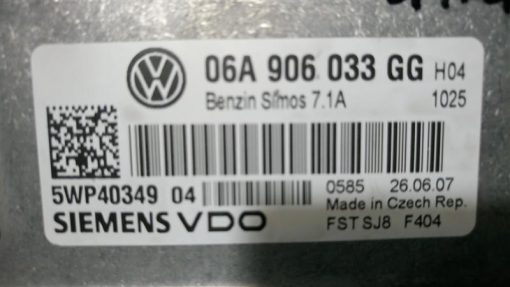 06A 906 033 GG H04
Benzin Simos 7.1A 1025
5WP40349 04
0585 26.06.07
Made in Czech Rep.
SIEMENS VDO
FST SJ8 F404